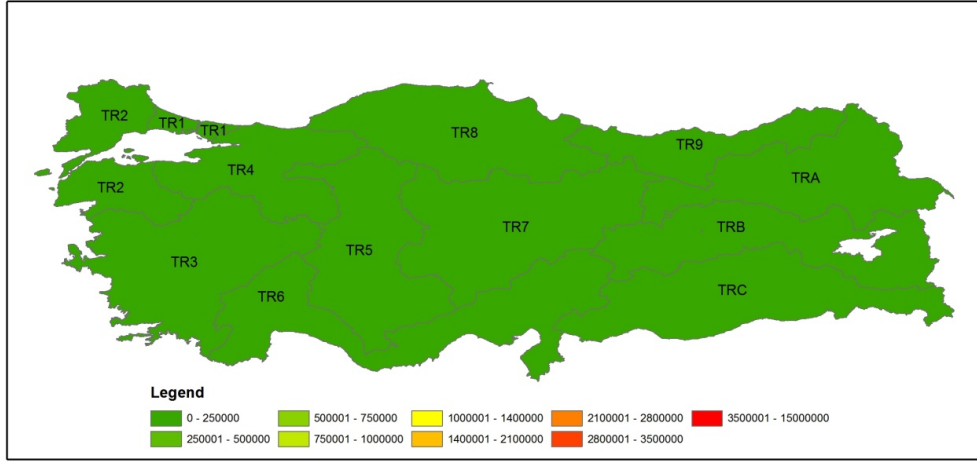 TR2
TR1
TR1
TR8
TR9
TR4
TRA
TR2
TR7
TRB
TR3
TR5
TR6
TRC
Legend
0 - 250000
500001 - 750000
1000001 - 1400000
2100001 - 2800000
3500001 - 15000000
250001 - 500000
750001 - 1000000
1400001 - 2100000
2800001 - 3500000